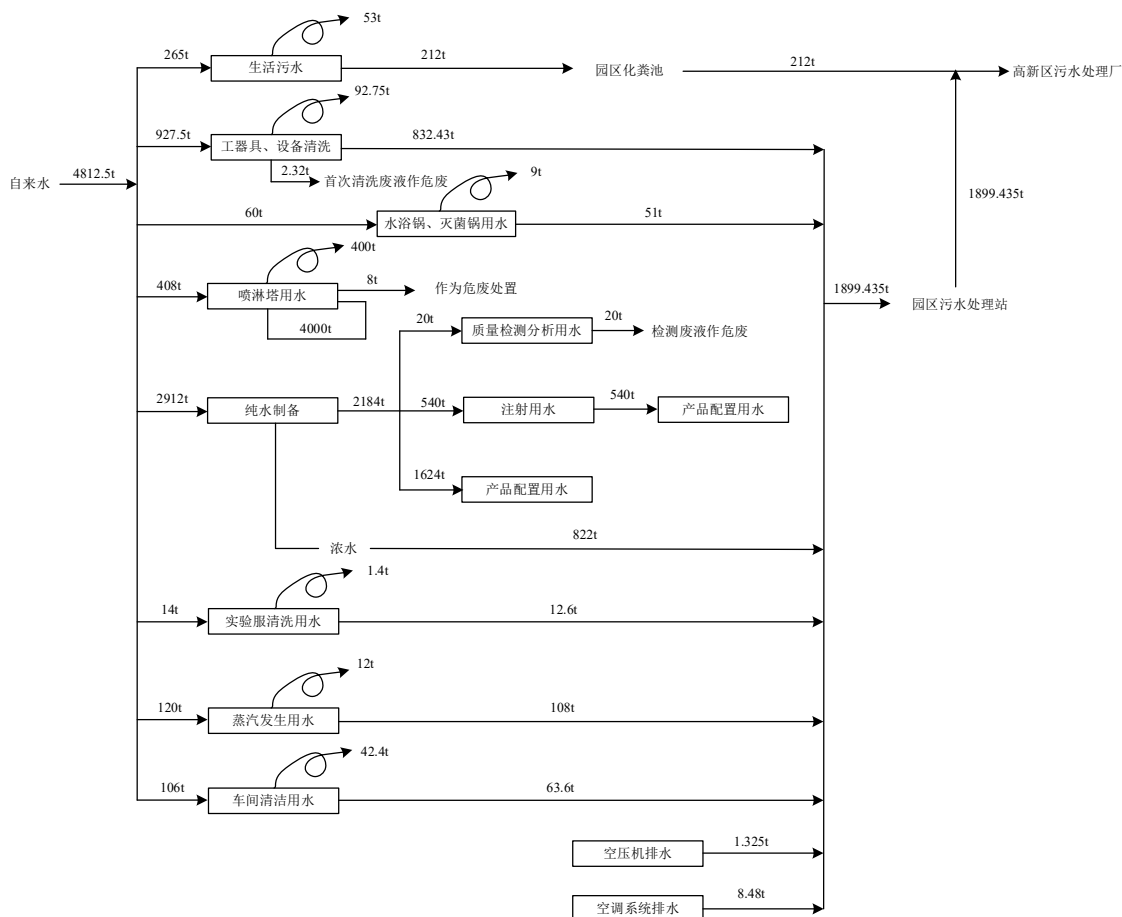 53t
265t
生活污水
212t
园区化粪池
212t
高新区污水处理厂
92.75t
927.5t
工器具、设备清洗
832.43t
2.32t
首次清洗废液作危废
自来水
4812.5t
9t
60t
水浴锅、灭菌锅用水
51t
1899.435t
400t
408t
喷淋塔用水
8t
作为危废处置
4000t
1899.435t
园区污水处理站
20t
质量检测分析用水
20t
检测废液作危废
2912t
纯水制备
2184t
540t
注射用水
540t
产品配置用水
1624t
产品配置用水
浓水
822t
1.4t
14t
实验服清洗用水
12.6t
12t
120t
蒸汽发生用水
108t
42.4t
106t
车间清洁用水
63.6t
空压机排水
1.325t
空调系统排水
8.48t